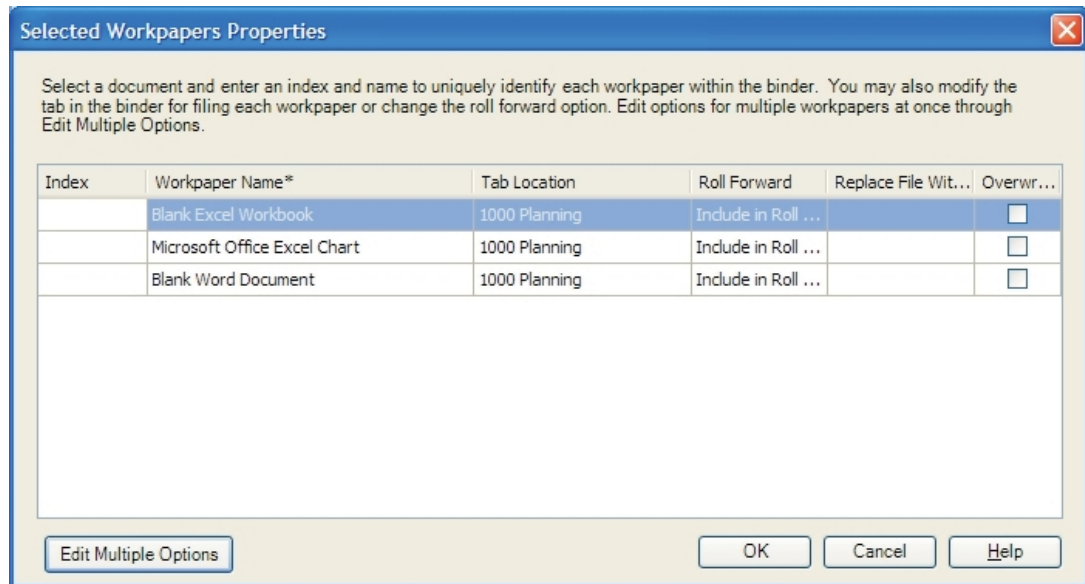 Selected Workpapers Properties
Select a document and enter an index and name to uniquely identify each workpaper within the binder. You may also modify the
tab in the binder for filing each workpaper or change the roll forward option. Edit options for multiple workpapers at once through
Edit Multiple Options.
Index Workpaper Name* Tab Location Roll Forward Replace File Wit... Overwr...
Blank Excel Workbook 1000 Planning Include in Roll ...
Microsoft Office Excel Chart 1000 Planning Include in Roll ...
Blank Word Document 1000 Planning Include in Roll ...
Edit Multiple Options OK Cancel Help